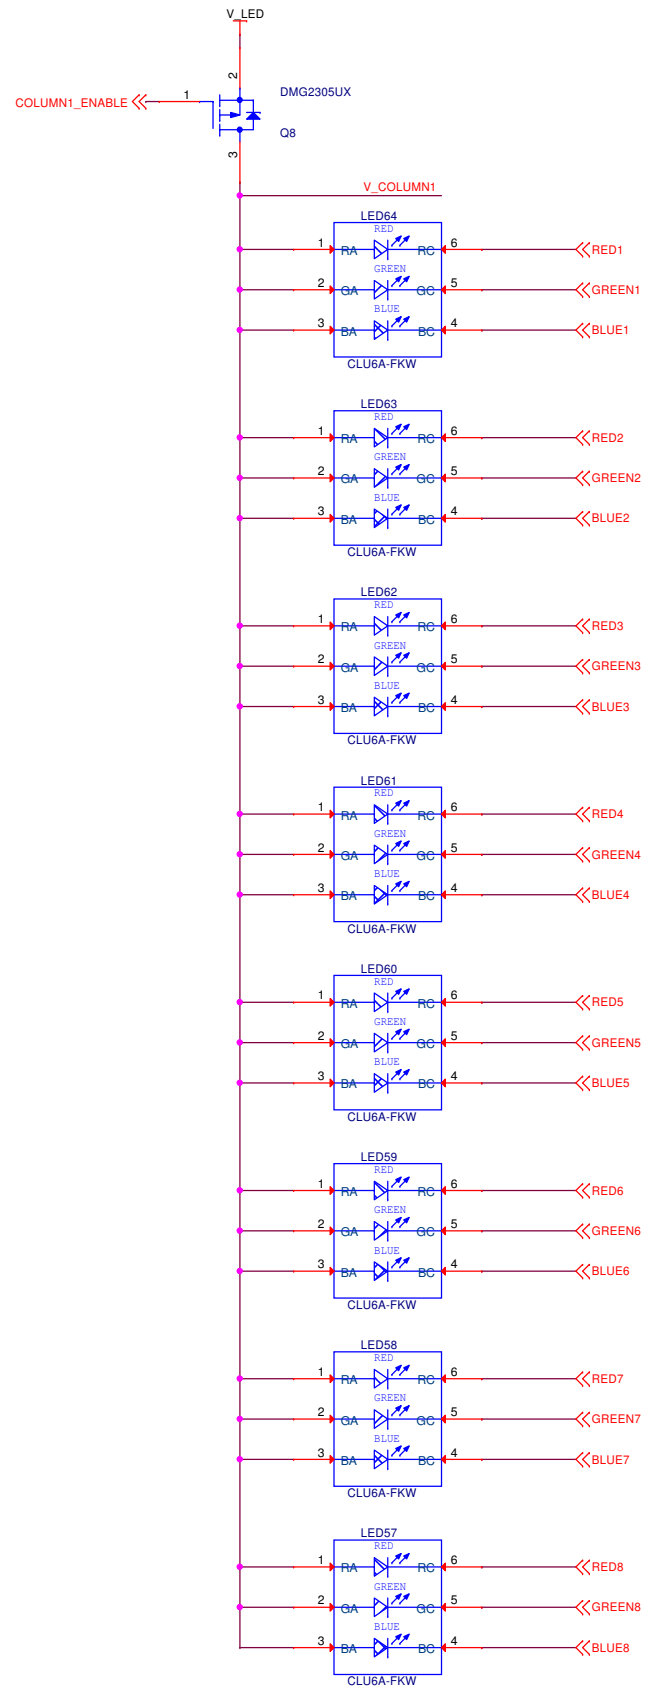 V_LED
2
DMG2305UX
COLUMN1_ENABLE 1
Q8
3
V_COLUMN1
LED64
RED
1 RA RC 6 RED1
GREEN
2 GA GC 5 GREEN1
BLUE
3 BA BC 4 BLUE1
CLU6A-FKW
LED63
RED
1 RA RC 6 RED2
GREEN
2 GA GC 5 GREEN2
BLUE
3 BA BC 4 BLUE2
CLU6A-FKW
LED62
RED
1 RA RC 6 RED3
GREEN
2 GA GC 5 GREEN3
BLUE
3 BA BC 4 BLUE3
CLU6A-FKW
LED61
RED
1 RA RC 6 RED4
GREEN
2 GA GC 5 GREEN4
BLUE
3 BA BC 4 BLUE4
CLU6A-FKW
LED60
RED
1 RA RC 6 RED5
GREEN
2 GA GC 5 GREEN5
BLUE
3 BA BC 4 BLUE5
CLU6A-FKW
LED59
RED
1 RA RC 6 RED6
GREEN
2 GA GC 5 GREEN6
BLUE
3 BA BC 4 BLUE6
CLU6A-FKW
LED58
RED
1 RA RC 6 RED7
GREEN
2 GA GC 5 GREEN7
BLUE
3 BA BC 4 BLUE7
CLU6A-FKW
LED57
RED
1 RA RC 6 RED8
GREEN
2 GA GC 5 GREEN8
BLUE
3 BA BC 4 BLUE8
CLU6A-FKW